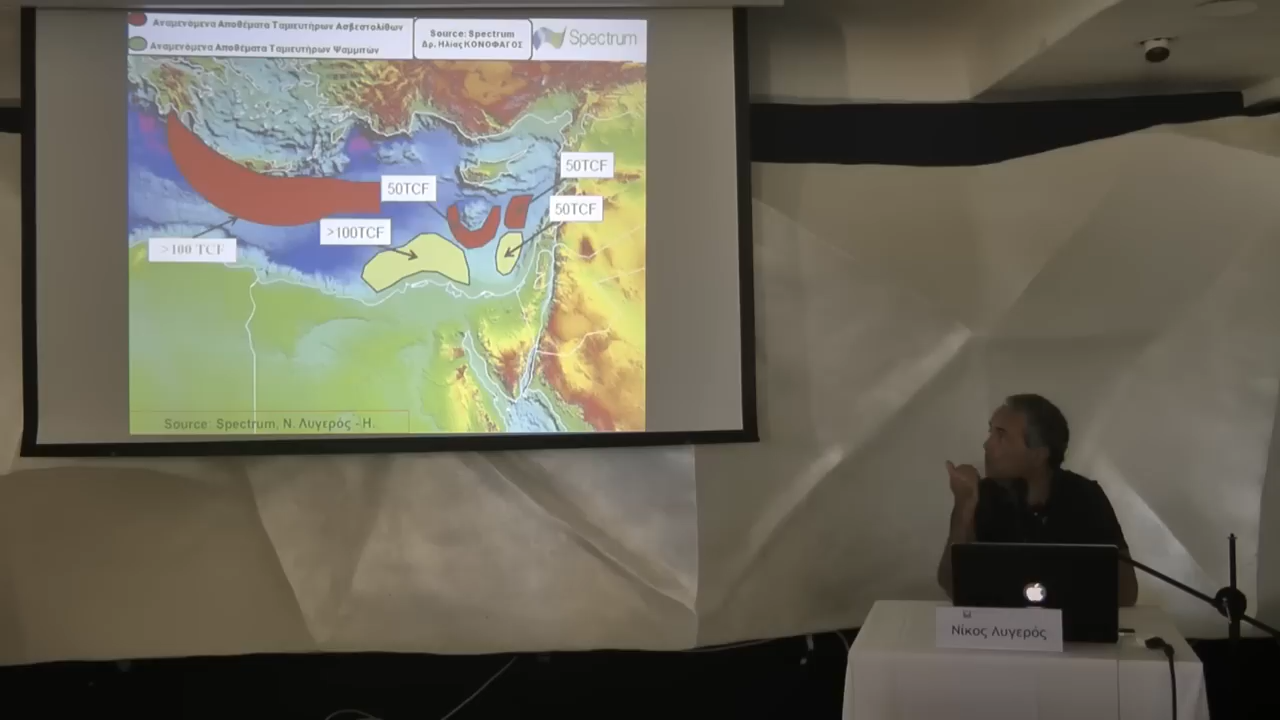 Αναμενόμενα Αποθέματα Ταμιευτήρων Ασβεστολίθων
Αναμενόμενα Αποθέματα Ταμιευτήρων Ψαμμιτών
Source: Spectrum
Δρ. Ηλίας ΚΟΝΟΦΑΓΟΣ
Spectrum
50TCF
50TCF
50TCF
>100TCF
>100 TCF
Source: Spectrum, Ν. Λυγερός - Η.
Νίκος Λυγερός